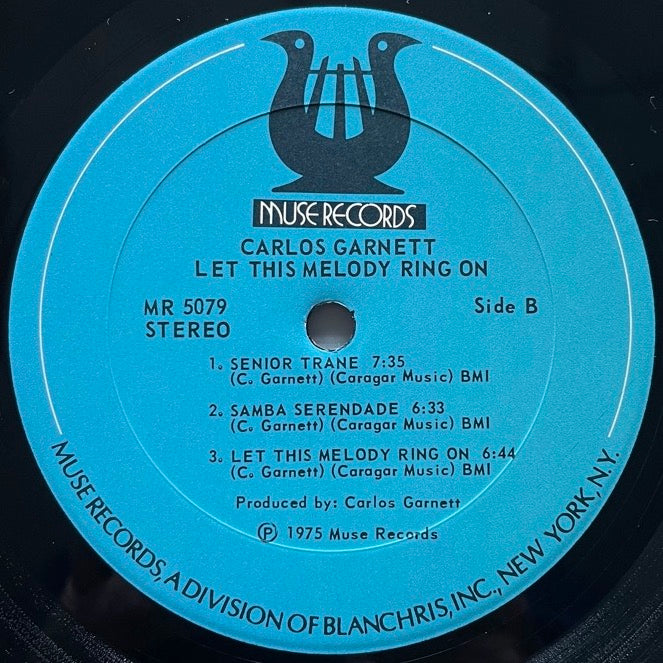 MUSE RECORDS
CARLOS GARNETT
LET THIS MELODY RING ON
MR 5079
STEREO
Side B
1. SENIOR TRANE 7:35
(C. Garnett) (Caragar Music) BMI
2. SAMBA SERENDADE 6:33
(C. Garnett) (Caragar Music) BMI
3. LET THIS MELODY RING ON 6:44
(C. Garnett) (Caragar Music) BMI
Produced by: Carlos Garnett
Ⓟ 1975 Muse Records
MUSE RECORDS, A DIVISION OF BLANCHRIS, INC., NEW YORK, N.Y.